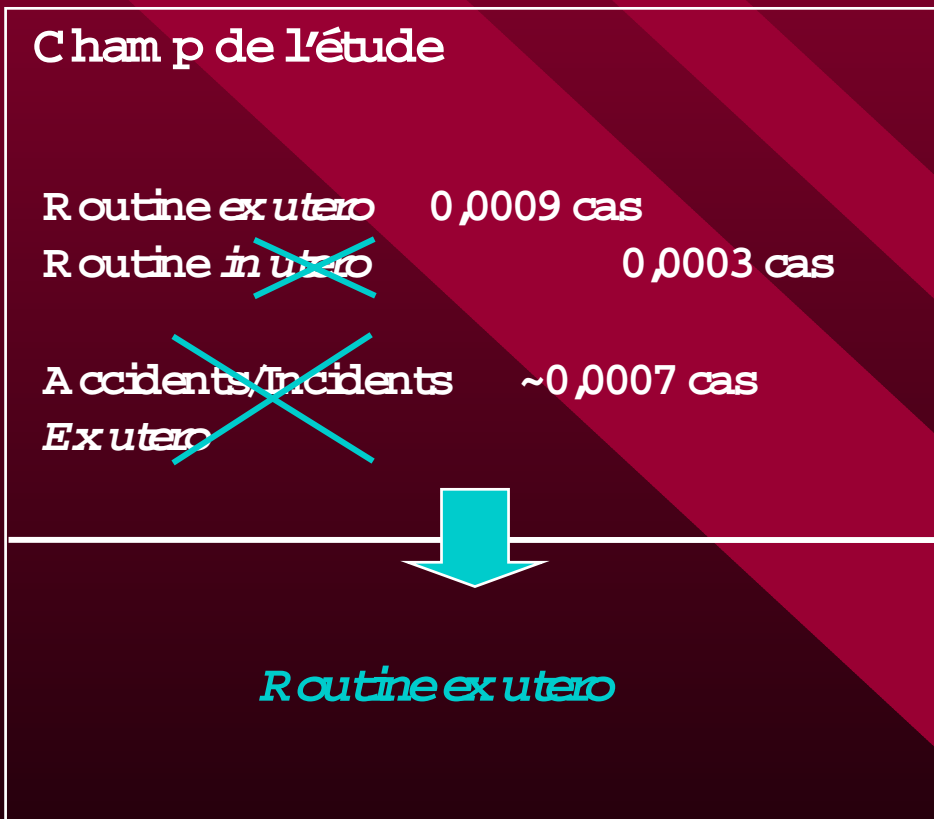 Champ de l'étude
Routine ex utero 0,0009 cas
Routine in utero 0,0003 cas
Accidents/Incidents ~0,0007 cas
Ex utero
Routine ex utero